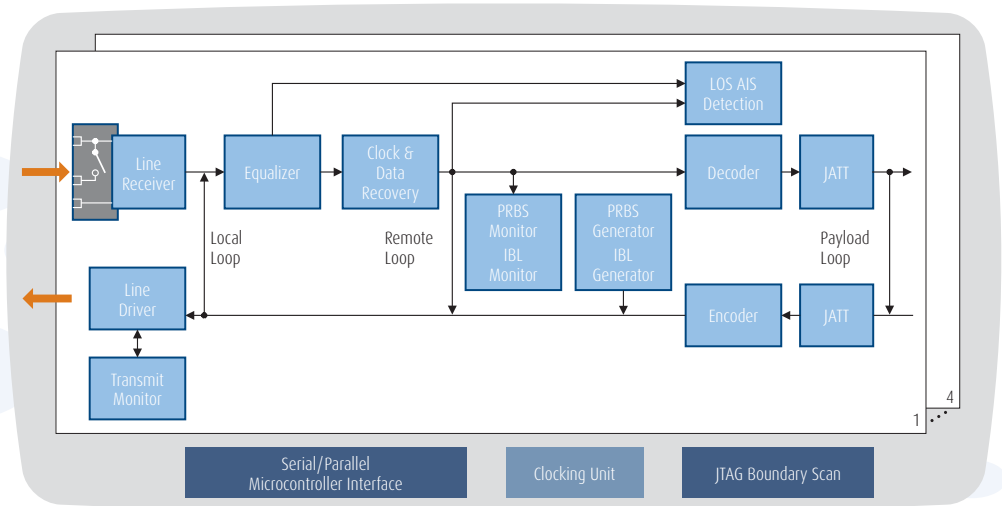 LOS AIS
Detection
Line
Receiver
Equalizer
Clock &
Data
Recovery
Decoder
JATT
PRBS
Monitor
IBL
Monitor
PRBS
Generator
IBL
Generator
Local
Loop
Remote
Loop
Payload
Loop
Line
Driver
Encoder
JATT
Transmit
Monitor
4
1
Serial/Parallel
Microcontroller Interface
Clocking Unit
JTAG Boundary Scan